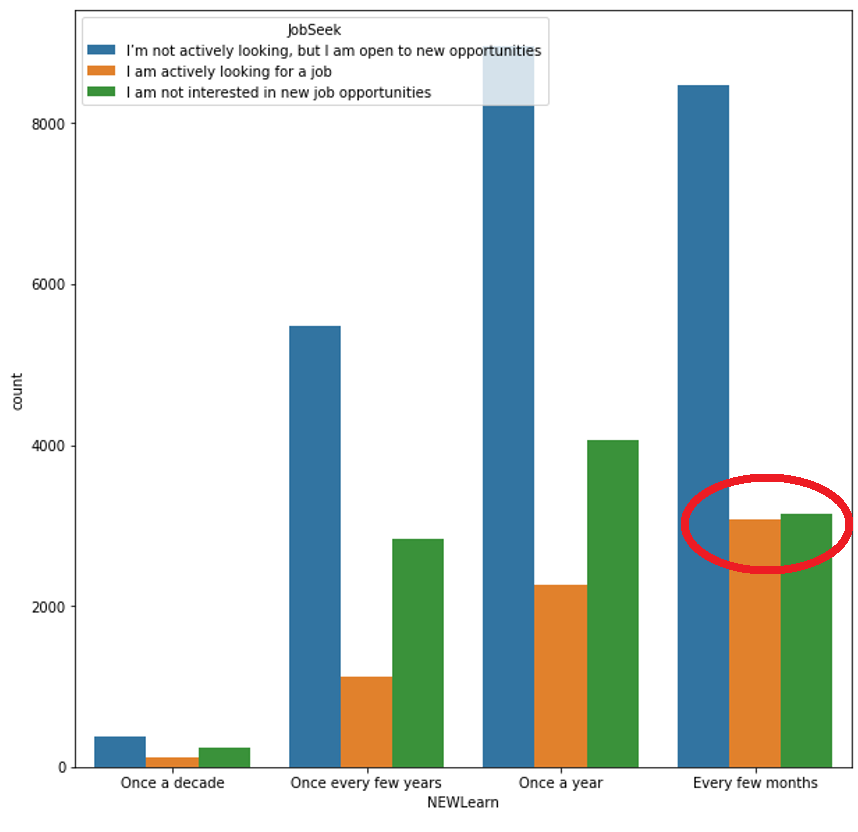 JobSeek
I’m not actively looking, but I am open to new opportunities
I am actively looking for a job
I am not interested in new job opportunities
8000
6000
4000
2000
0
count
Once a decade
Once every few years
Once a year
Every few months
NEWLearn